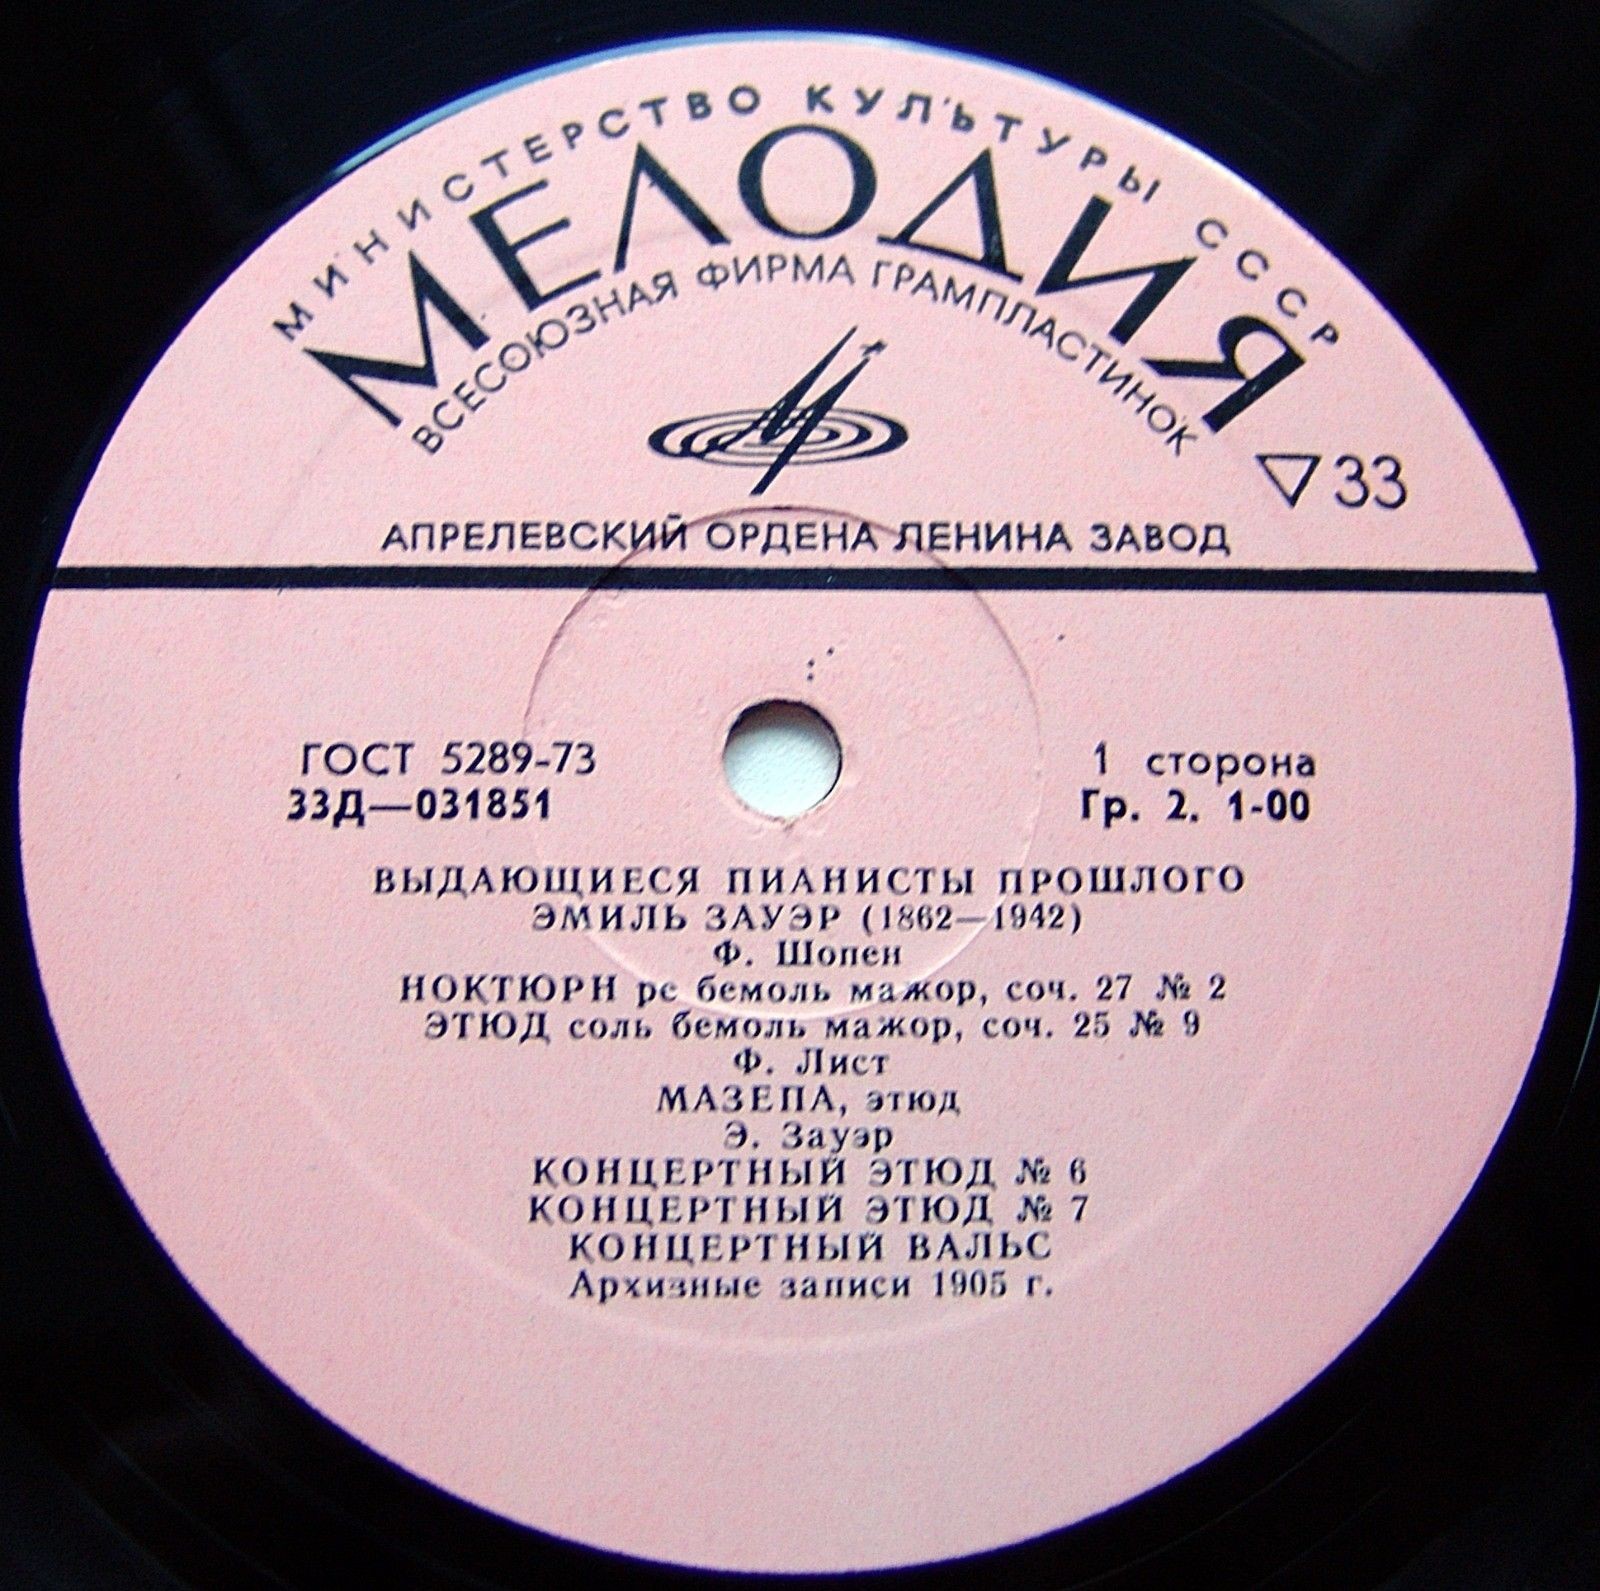 МИНИСТЕРСТВО КУЛЬТУРЫ СССР
МЕЛОДИЯ
ВСЕСОЮЗНАЯ ФИРМА ГРАМПЛАСТИНОК
▽33
АПРЕЛЕВСКИЙ ОРДЕНА ЛЕНИНА ЗАВОД
ГОСТ 5289-73
1 сторона
33Д—031851
Гр. 2. 1-00
ВЫДАЮЩИЕСЯ ПИАНИСТЫ ПРОШЛОГО
ЭМИЛЬ ЗАУЭР (1862—1942)
Ф. Шопен
НОКТЮРН ре бемоль мажор, соч. 27 № 2
ЭТЮД соль бемоль мажор, соч. 25 № 9
Ф. Лист
МАЗЕПА, этюд
Э. Зауэр
КОНЦЕРТНЫЙ ЭТЮД № 6
КОНЦЕРТНЫЙ ЭТЮД № 7
КОНЦЕРТНЫЙ ВАЛЬС
Архивные записи 1905 г.